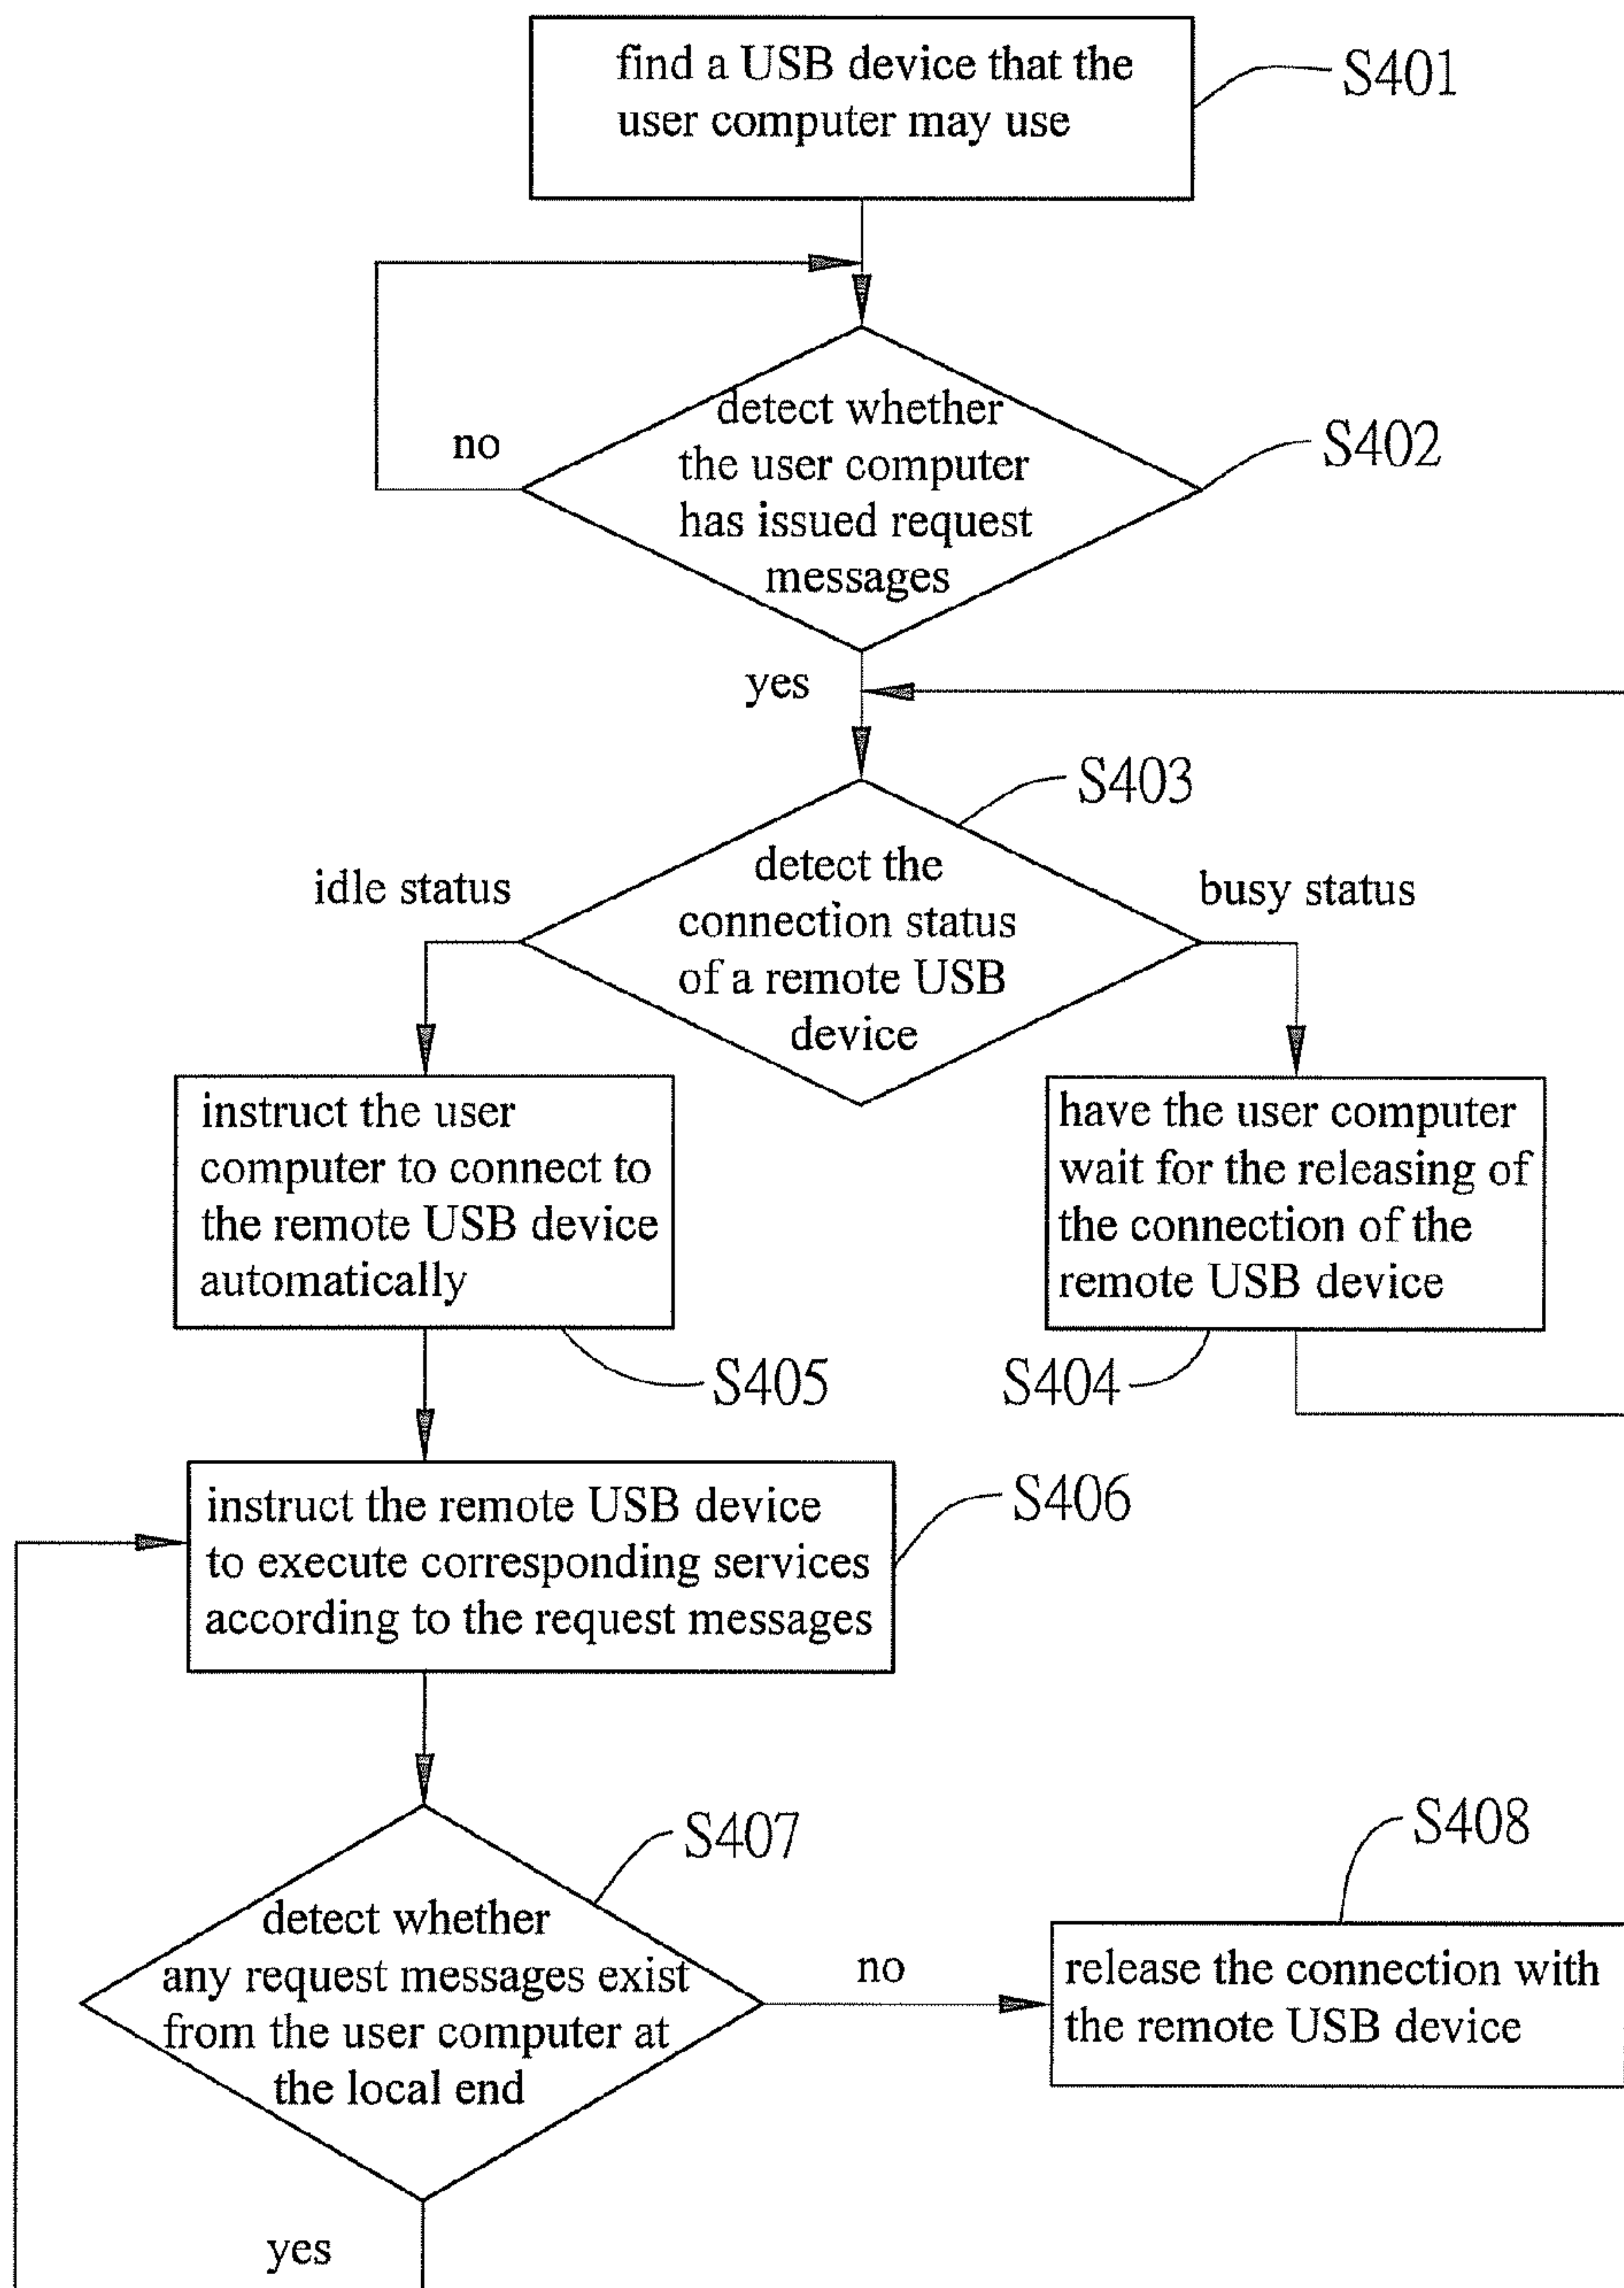 find a USB device that the
user computer may use
S401
detect whether
the user computer
has issued request
messages
no
S402
yes
S403
detect the
connection status
of a remote USB
device
idle status
busy status
instruct the user
computer to connect to
the remote USB device
automatically
have the user computer
wait for the releasing of
the connection of the
remote USB device
S405
S404
instruct the remote USB device
to execute corresponding services
according to the request messages
S406
S407
detect whether
any request messages exist
from the user computer at
the local end
no
S408
release the connection with
the remote USB device
yes